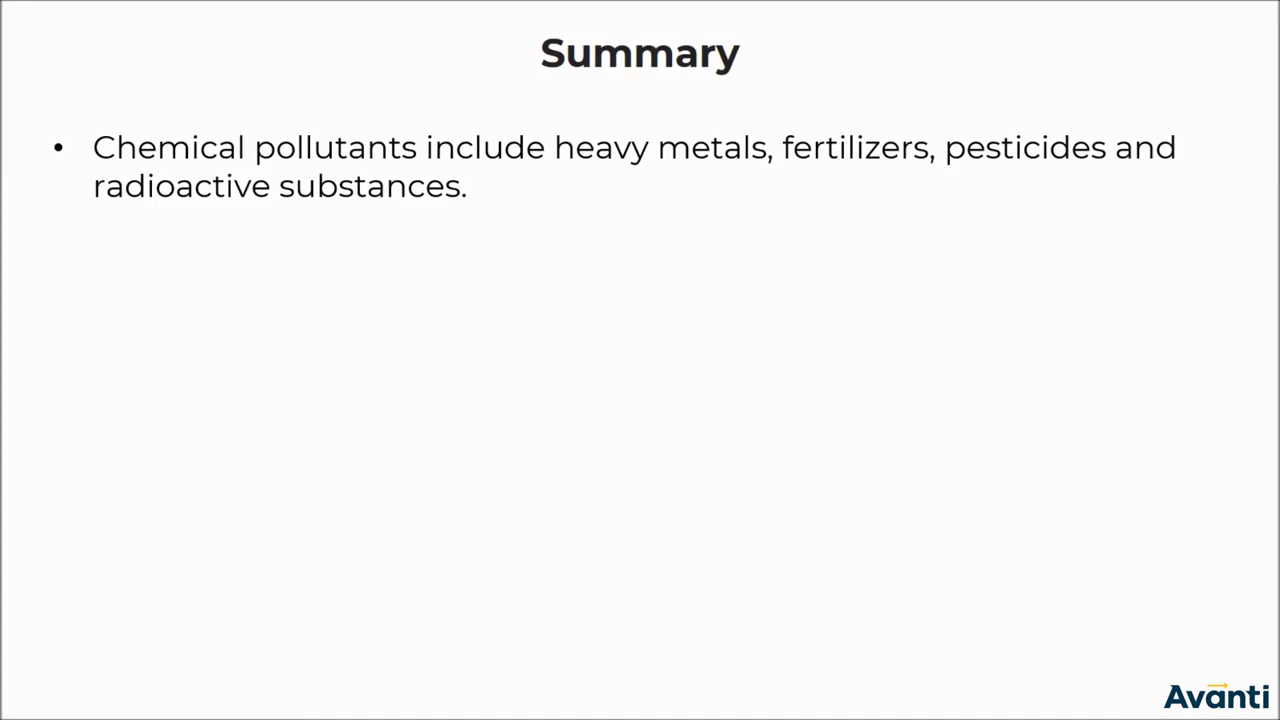 Summary
• Chemical pollutants include heavy metals, fertilizers, pesticides and
radioactive substances.
Avanti